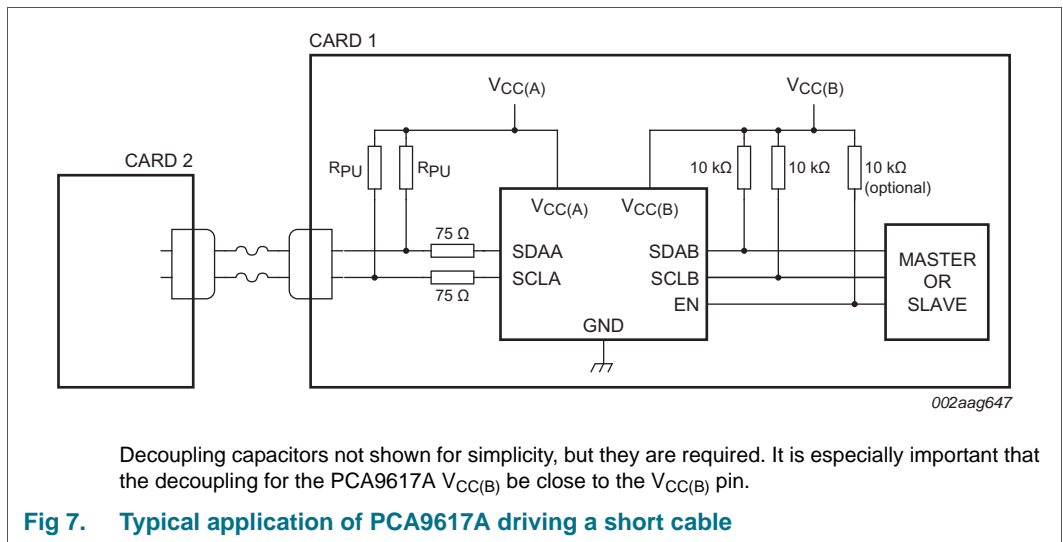 CARD 1
VCC(A)
VCC(B)
CARD 2
RPU
RPU
10 kΩ
10 kΩ
10 kΩ
(optional)
VCC(A)
VCC(B)
75 Ω
SDAA
SDAB
MASTER
OR
SLAVE
SCLA
SCLB
75 Ω
EN
GND
002aag647
Decoupling capacitors not shown for simplicity, but they are required. It is especially important that
the decoupling for the PCA9617A VCC(B) be close to the VCC(B) pin.
Fig 7. Typical application of PCA9617A driving a short cable